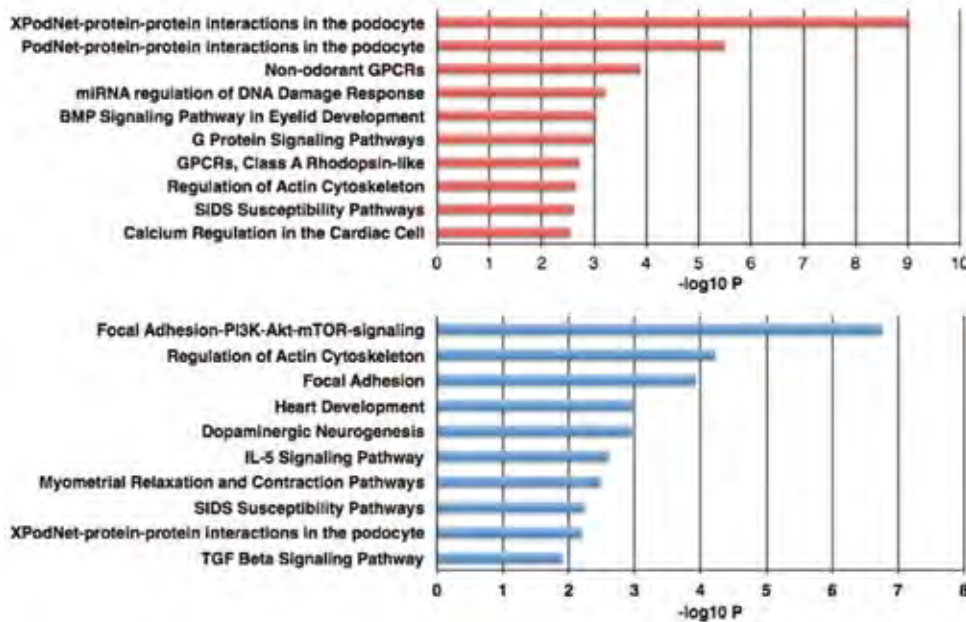 XPodNet-protein-protein interactions in the podocyte
PodNet-protein-protein interactions in the podocyte
Non-odorant GPCRs
miRNA regulation of DNA Damage Response
BMP Signaling Pathway in Eyelid Development
G Protein Signaling Pathways
GPCRs, Class A Rhodopsin-like
Regulation of Actin Cytoskeleton
SIDS Susceptibility Pathways
Calcium Regulation in the Cardiac Cell
0 1 2 3 4 5 6 7 8 9 10
-log10 P
Focal Adhesion-PI3K-Akt-mTOR-signaling
Regulation of Actin Cytoskeleton
Focal Adhesion
Heart Development
Dopaminergic Neurogenesis
IL-5 Signaling Pathway
Myometrial Relaxation and Contraction Pathways
SIDS Susceptibility Pathways
XPodNet-protein-protein interactions in the podocyte
TGF Beta Signaling Pathway
0 1 2 3 4 5 6 7 8
-log10 P